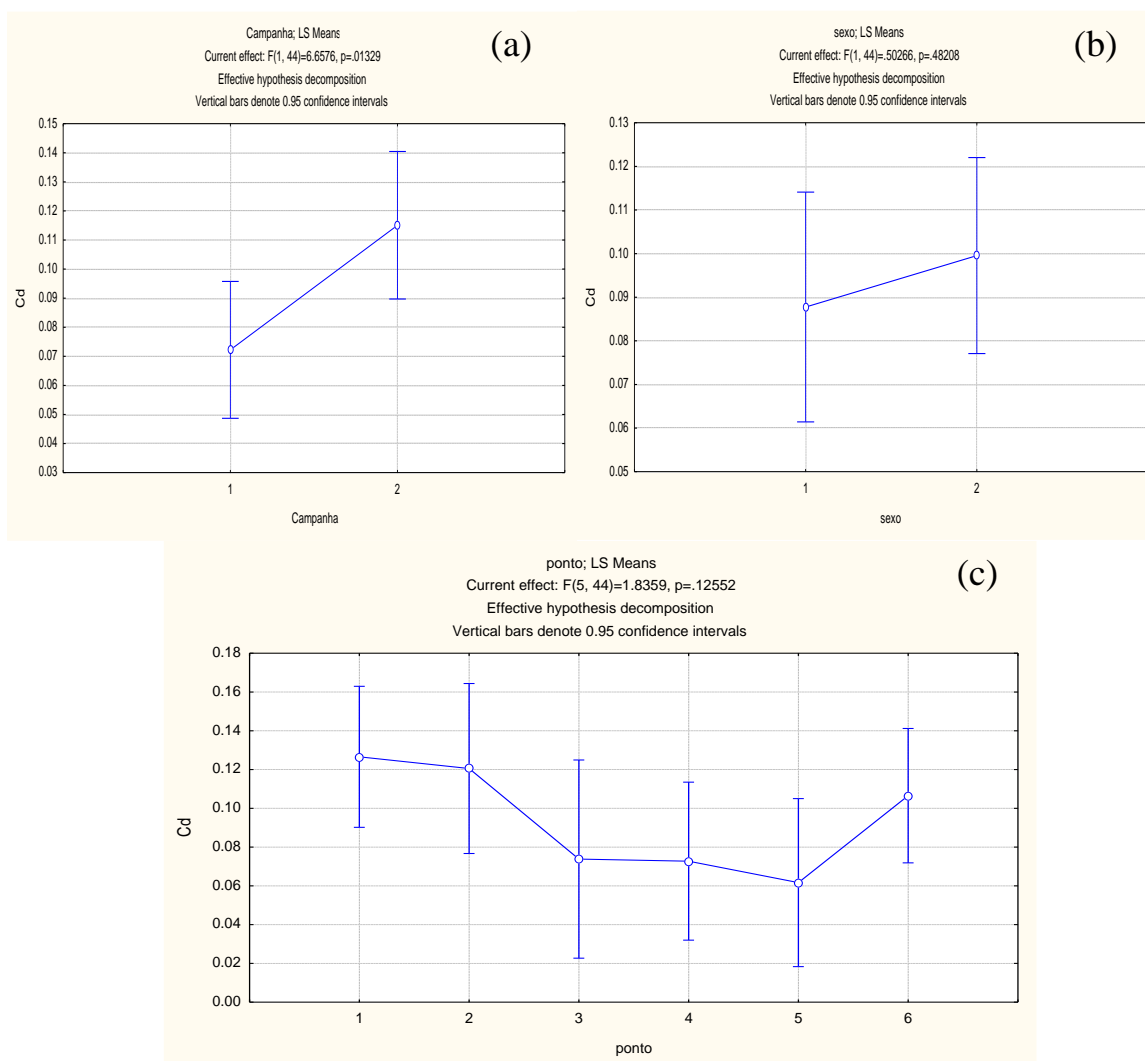 Campanha; LS Means
Current effect: F(1, 44)=6.6576, p=.01329
Effective hypothesis decomposition
Vertical bars denote 0.95 confidence intervals
(a)
0.15
0.14
0.13
0.12
0.11
0.10
0.09
0.08
0.07
0.06
0.05
0.04
0.03
Cd
1 2
Campanha
sexo; LS Means
Current effect: F(1, 44)=.50266, p=.48208
Effective hypothesis decomposition
Vertical bars denote 0.95 confidence intervals
(b)
0.13
0.12
0.11
0.10
0.09
0.08
0.07
0.06
0.05
Cd
1 2
sexo
ponto; LS Means
Current effect: F(5, 44)=1.8359, p=.12552
Effective hypothesis decomposition
Vertical bars denote 0.95 confidence intervals
(c)
0.18
0.16
0.14
0.12
0.10
0.08
0.06
0.04
0.02
0.00
Cd
1 2 3 4 5 6
ponto